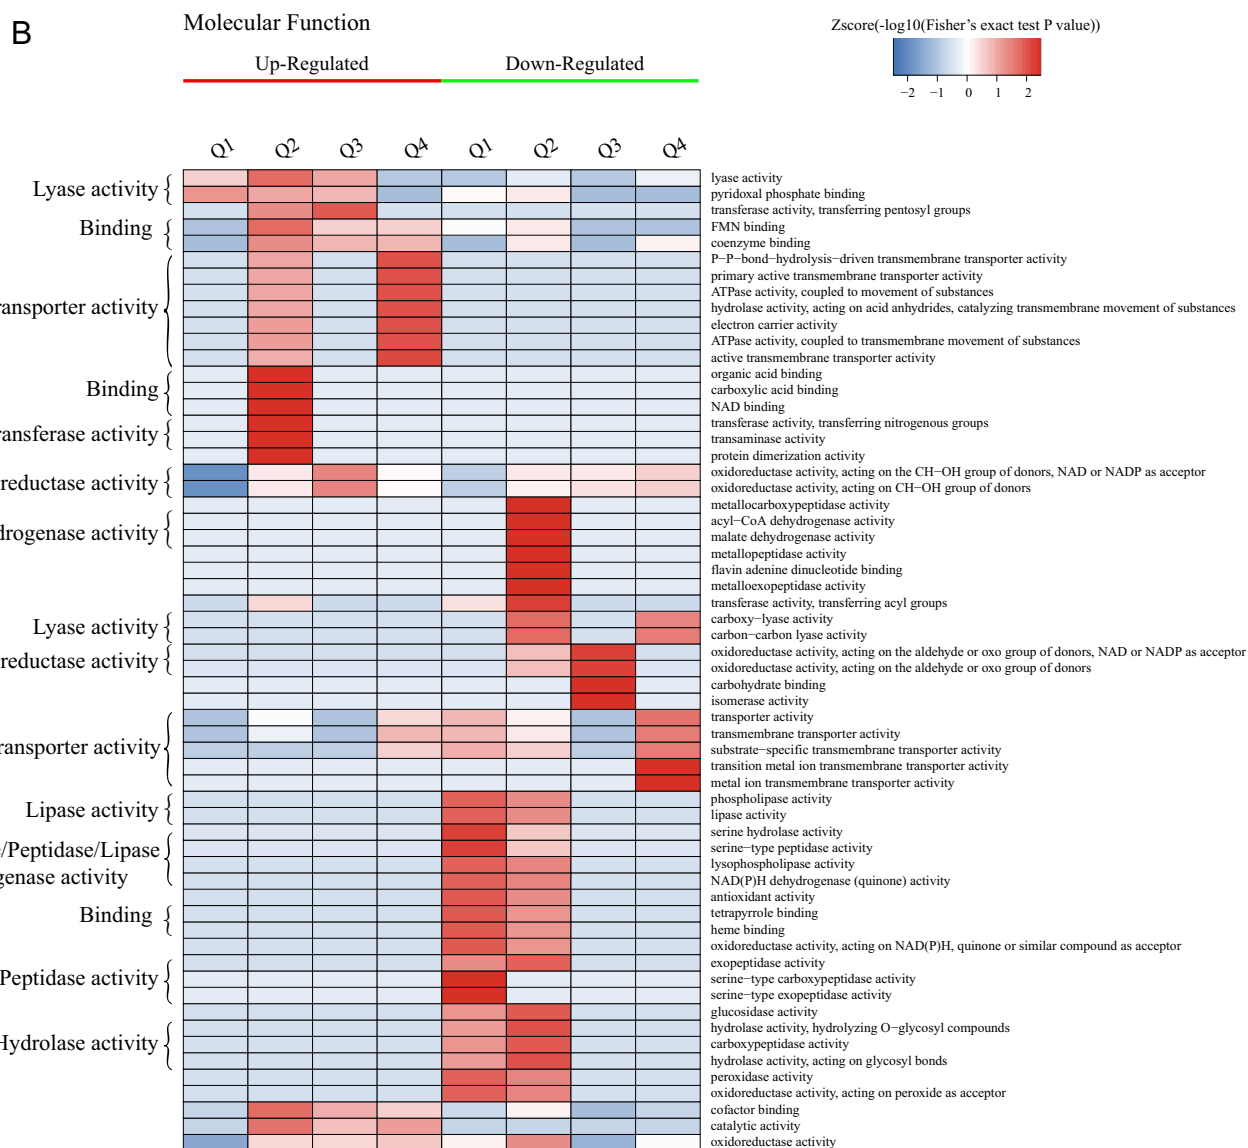 B
Molecular Function
Zscore(-log10(Fisher's exact test P value))
Up-Regulated
Down-Regulated
−2 −1 0 1 2
Q1 Q2 Q3 Q4 Q1 Q2 Q3 Q4
Lyase activity
Binding
ransporter activity
Binding
ransferase activity
reductase activity
drogenase activity
Lyase activity
reductase activity
ransporter activity
Lipase activity
/Peptidase/Lipase
genase activity
Binding
Peptidase activity
Hydrolase activity
lyase activity
pyridoxal phosphate binding
transferase activity, transferring pentosyl groups
FMN binding
coenzyme binding
P−P−bond−hydrolysis−driven transmembrane transporter activity
primary active transmembrane transporter activity
ATPase activity, coupled to movement of substances
hydrolase activity, acting on acid anhydrides, catalyzing transmembrane movement of substances
electron carrier activity
ATPase activity, coupled to transmembrane movement of substances
active transmembrane transporter activity
organic acid binding
carboxylic acid binding
NAD binding
transferase activity, transferring nitrogenous groups
transaminase activity
protein dimerization activity
oxidoreductase activity, acting on the CH−OH group of donors, NAD or NADP as acceptor
oxidoreductase activity, acting on CH−OH group of donors
metallocarboxypeptidase activity
acyl−CoA dehydrogenase activity
malate dehydrogenase activity
metallopeptidase activity
flavin adenine dinucleotide binding
metalloexopeptidase activity
transferase activity, transferring acyl groups
carboxy−lyase activity
carbon−carbon lyase activity
oxidoreductase activity, acting on the aldehyde or oxo group of donors, NAD or NADP as acceptor
oxidoreductase activity, acting on the aldehyde or oxo group of donors
carbohydrate binding
isomerase activity
transporter activity
transmembrane transporter activity
substrate−specific transmembrane transporter activity
transition metal ion transmembrane transporter activity
metal ion transmembrane transporter activity
phospholipase activity
lipase activity
serine hydrolase activity
serine−type peptidase activity
lysophospholipase activity
NAD(P)H dehydrogenase (quinone) activity
antioxidant activity
tetrapyrrole binding
heme binding
oxidoreductase activity, acting on NAD(P)H, quinone or similar compound as acceptor
exopeptidase activity
serine−type carboxypeptidase activity
serine−type exopeptidase activity
glucosidase activity
hydrolase activity, hydrolyzing O−glycosyl compounds
carboxypeptidase activity
hydrolase activity, acting on glycosyl bonds
peroxidase activity
oxidoreductase activity, acting on peroxide as acceptor
cofactor binding
catalytic activity
oxidoreductase activity